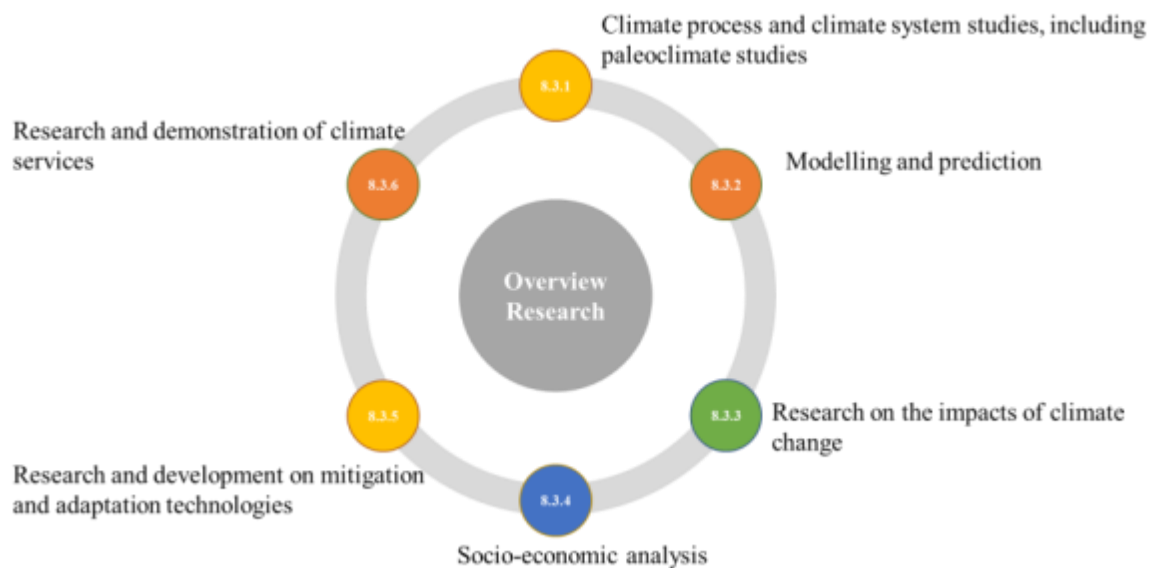 Climate process and climate system studies, including
paleoclimate studies
8.3.1
Modelling and prediction
8.3.2
Research on the impacts of climate
change
8.3.3
8.3.4
Socio-economic analysis
8.3.5
Research and development on mitigation
and adaptation technologies
Research and demonstration of climate
services
8.3.6
Overview
Research